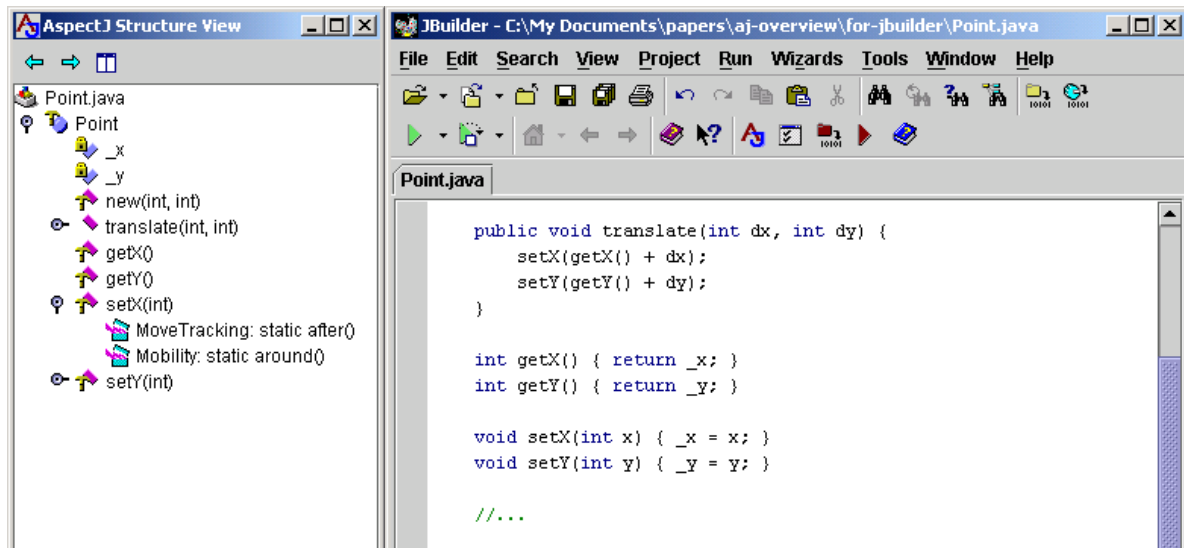 AspectJ Structure View
Point.java
Point
_x
_y
new(int, int)
translate(int, int)
getX()
getY()
setX(int)
MoveTracking: static after()
Mobility: static around()
setY(int)
JBuilder - C:\My Documents\papers\aj-overview\for-jbuilder\Point.java
File Edit Search View Project Run Wizards Tools Window Help
Point.java
public void translate(int dx, int dy) {
setX(getX() + dx);
setY(getY() + dy);
}
int getX() { return _x; }
int getY() { return _y; }
void setX(int x) { _x = x; }
void setY(int y) { _y = y; }
//...